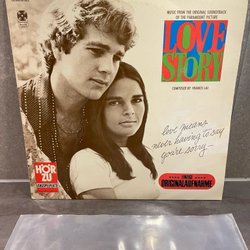 MUSIC FROM THE ORIGINAL SOUNDTRACK
OF THE PARAMOUNT PICTURE
LOVE
STORY
COMPOSED BY FRANCIS LAI
love means
never having to say
you're sorry
HÖR
ZU
ORIGINALAUFNAHME